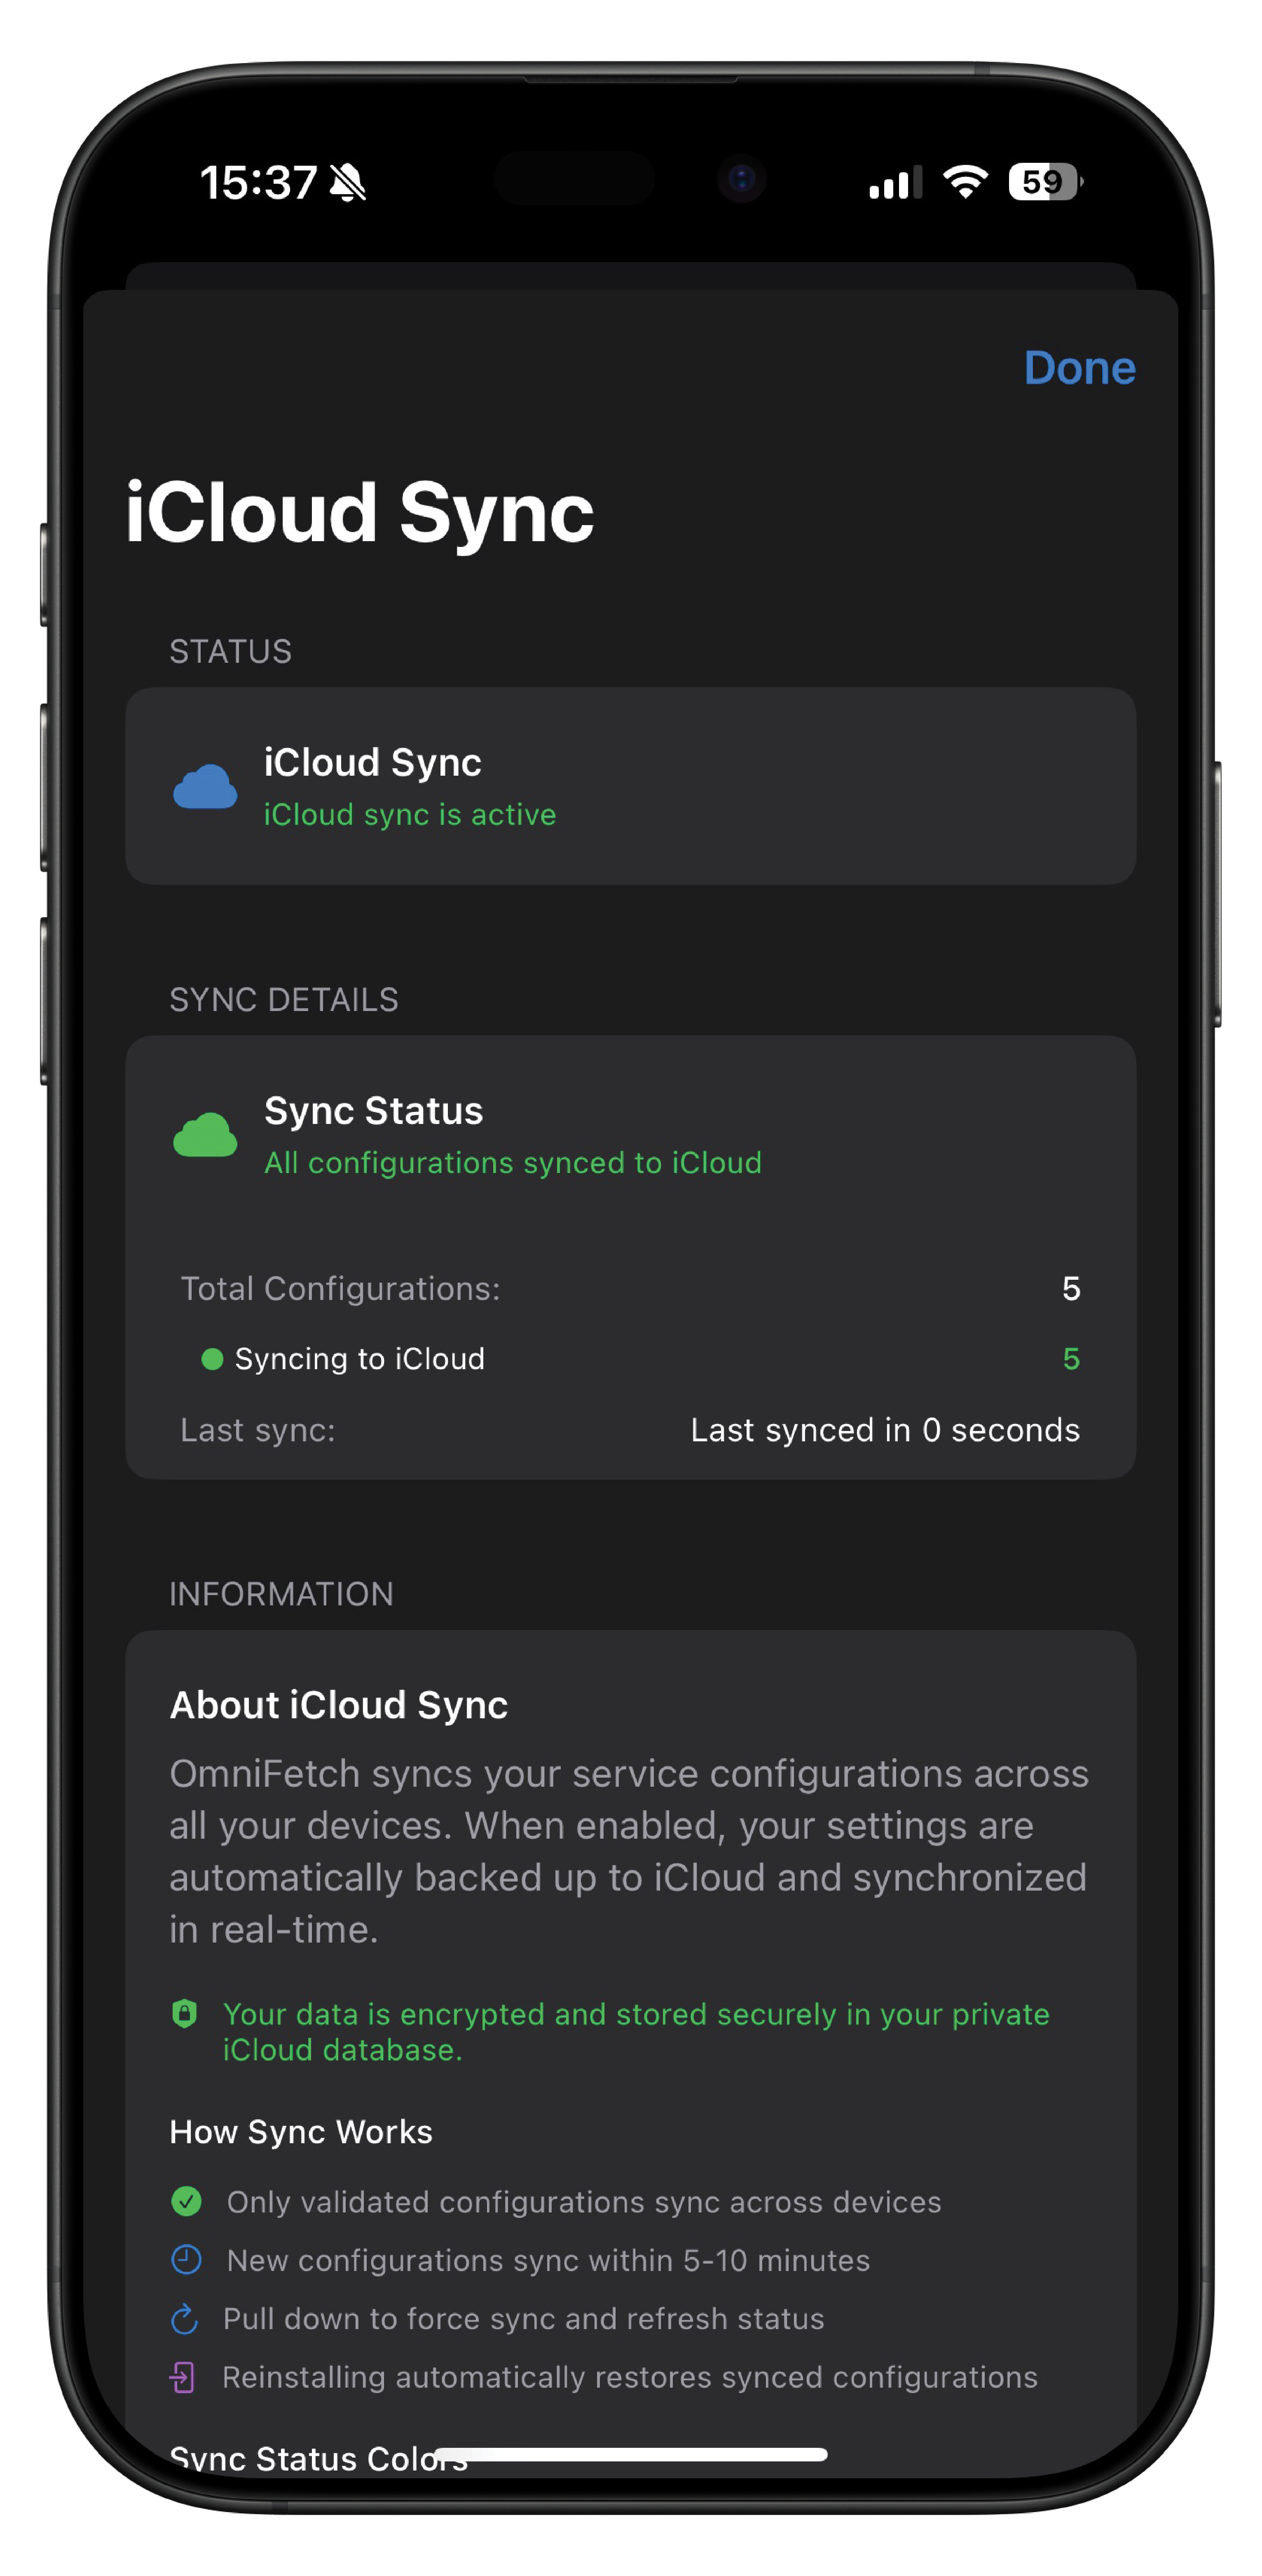 15:37
59
Done
iCloud Sync
STATUS
iCloud Sync
iCloud sync is active
SYNC DETAILS
Sync Status
All configurations synced to iCloud
Total Configurations: 5
Syncing to iCloud 5
Last sync: Last synced in 0 seconds
INFORMATION
About iCloud Sync
OmniFetch syncs your service configurations across
all your devices. When enabled, your settings are
automatically backed up to iCloud and synchronized
in real-time.
Your data is encrypted and stored securely in your private
iCloud database.
How Sync Works
Only validated configurations sync across devices
New configurations sync within 5-10 minutes
Pull down to force sync and refresh status
Reinstalling automatically restores synced configurations
Sync Status Colors